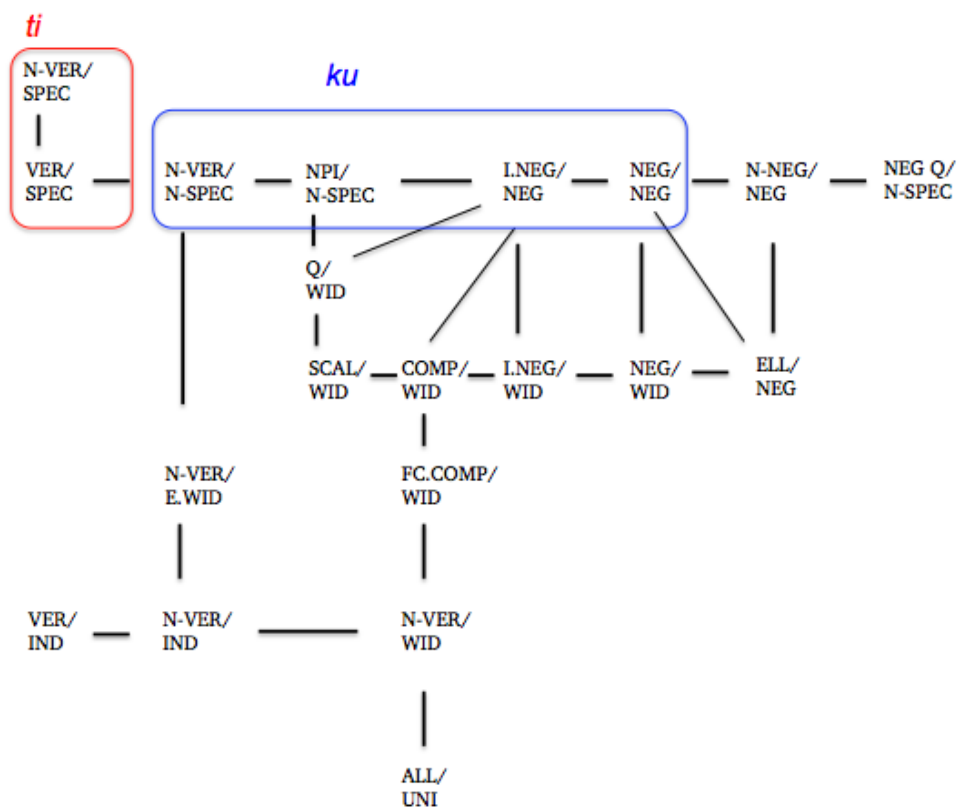 ti
N-VER/
SPEC
ku
VER/
SPEC
N-VER/
N-SPEC
NPI/
N-SPEC
I.NEG/
NEG
NEG/
NEG
N-NEG/
NEG
NEG Q/
N-SPEC
Q/
WID
SCAL/
WID
COMP/
WID
I.NEG/
WID
NEG/
WID
ELL/
NEG
N-VER/
E.WID
FC.COMP/
WID
VER/
IND
N-VER/
IND
N-VER/
WID
ALL/
UNI